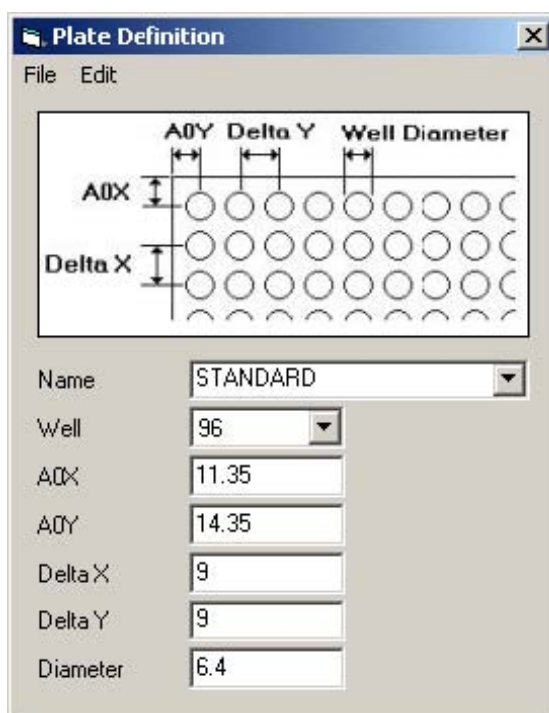 Plate Definition
File Edit
A0Y Delta Y Well Diameter
A0X
Delta X
Name STANDARD
Well 96
A0X 11.35
A0Y 14.35
Delta X 9
Delta Y 9
Diameter 6.4